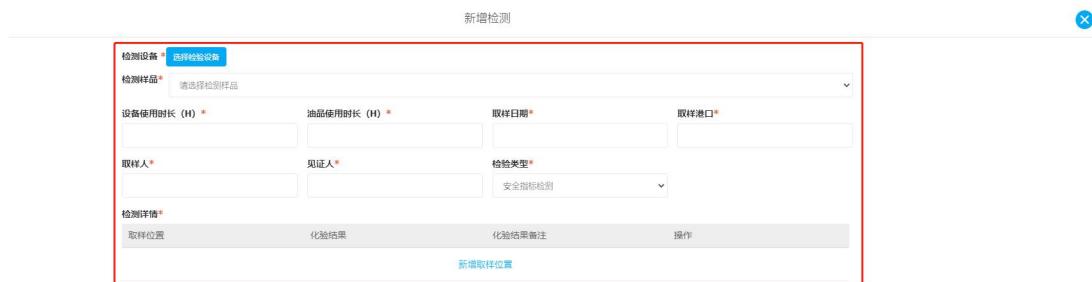 新增检测
检测设备 * 选择检验设备
检测样品* 请选择检测样品
设备使用时长（H）* 油品使用时长（H）* 取样日期* 取样港口*
取样人* 见证人* 检验类型*
安全指标检测
检测详情*
取样位置 化验结果 化验结果备注 操作
新增取样位置